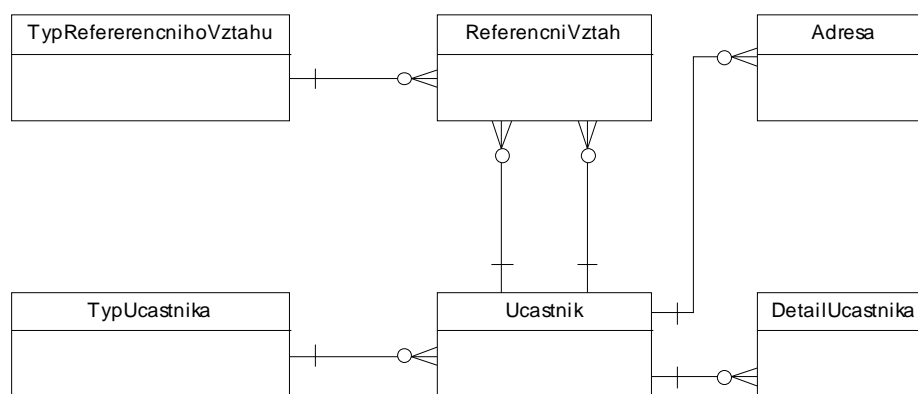 TypRefererencnihoVztahu
ReferencniVztah
Adresa
TypUcastnika
Ucastnik
DetailUcastnika